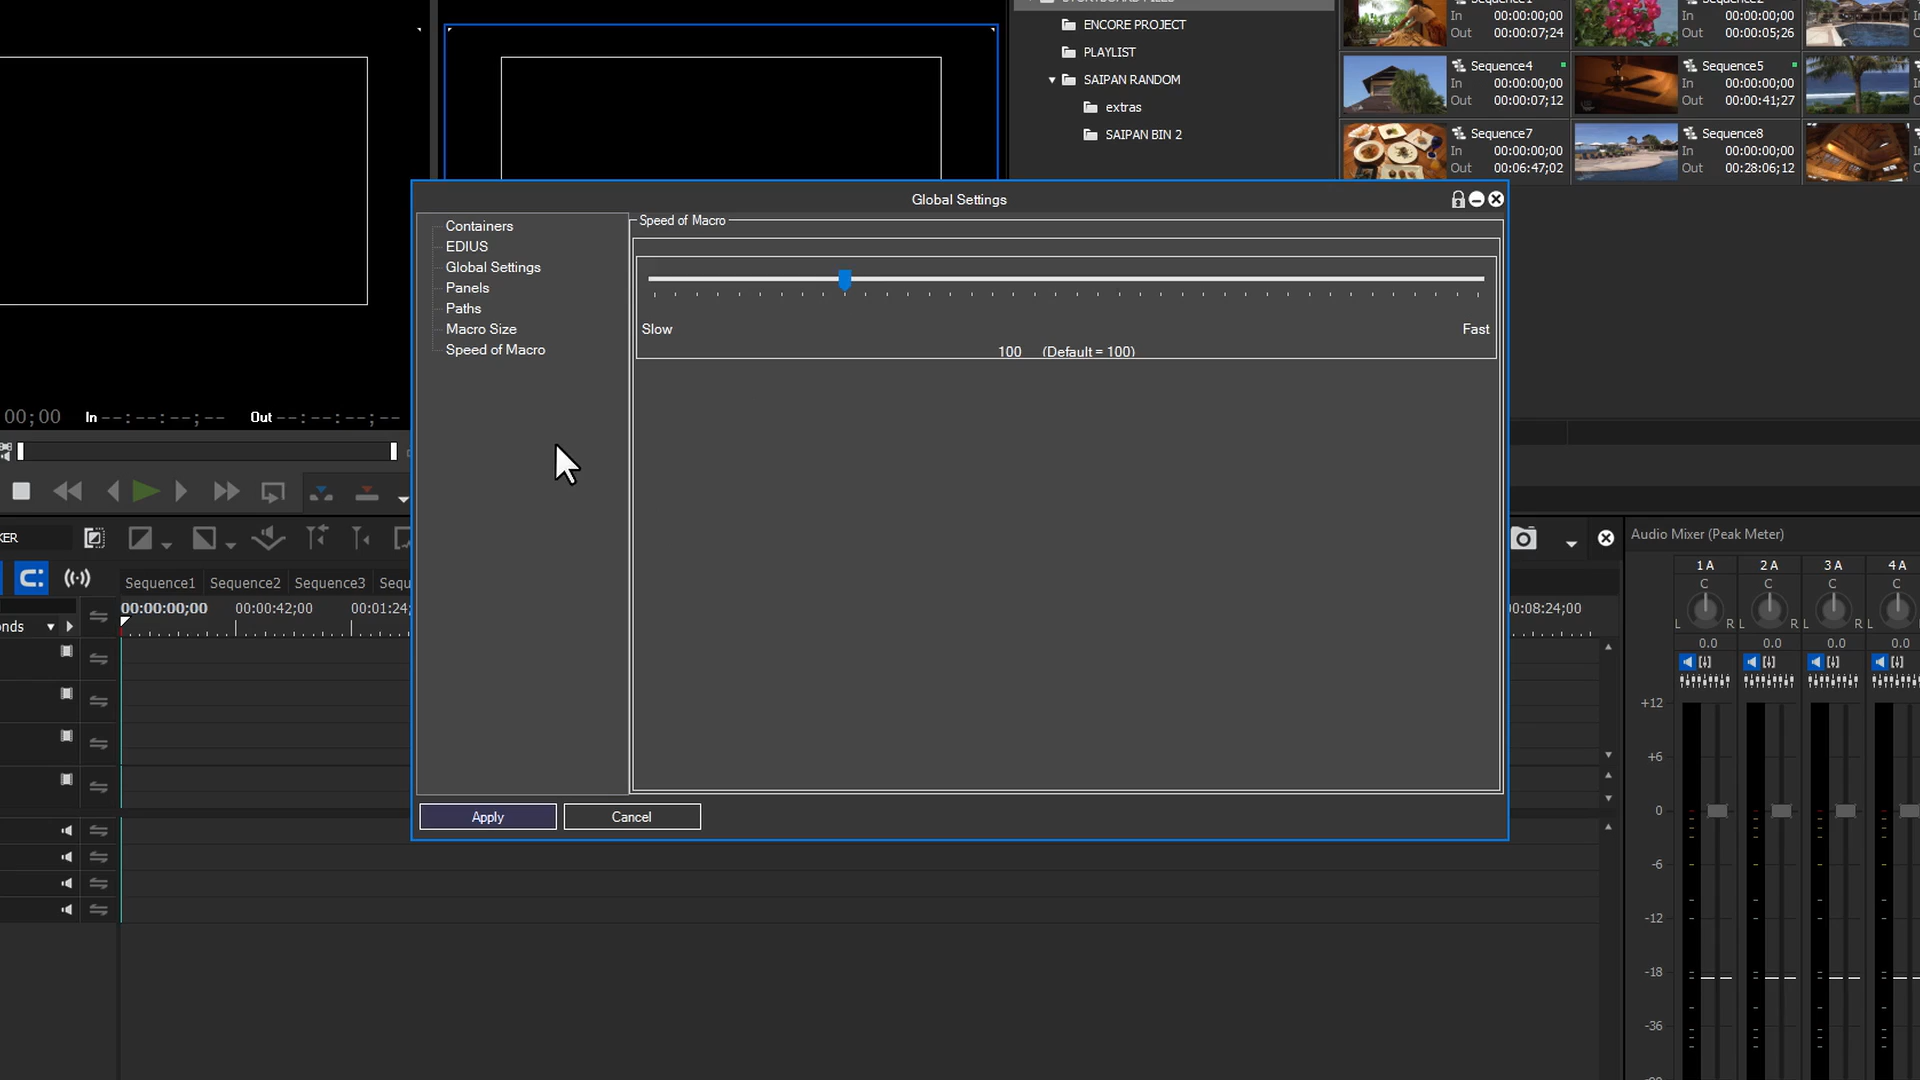 ENCORE PROJECT
PLAYLIST
SAIPAN RANDOM
extras
SAIPAN BIN 2
In 00:00:00;00
Out 00:00:07;24
In 00:00:00;00
Out 00:00:05;26
Sequence4
In 00:00:00;00
Out 00:00:07;12
Sequence5
In 00:00:00;00
Out 00:00:41;27
Sequence7
In 00:00:00;00
Out 00:06:47;02
Sequence8
In 00:00:00;00
Out 00:28:06;12
Global Settings
Containers
EDIUS
Global Settings
Panels
Paths
Macro Size
Speed of Macro
Speed of Macro
Slow
Fast
100 (Default = 100)
Apply
Cancel
00;00 In --:--:--;-- Out --:--:--;--
KER
Sequence1 Sequence2 Sequence3 Sequ
00:00:00;00 00:00:42;00 00:01:24; 0:08:24;00
nds
Audio Mixer (Peak Meter)
1A 2A 3A 4A
C C C C
L R L R L R L
0.0 0.0 0.0 0.0
+12
+6
0
-6
-12
-18
-36